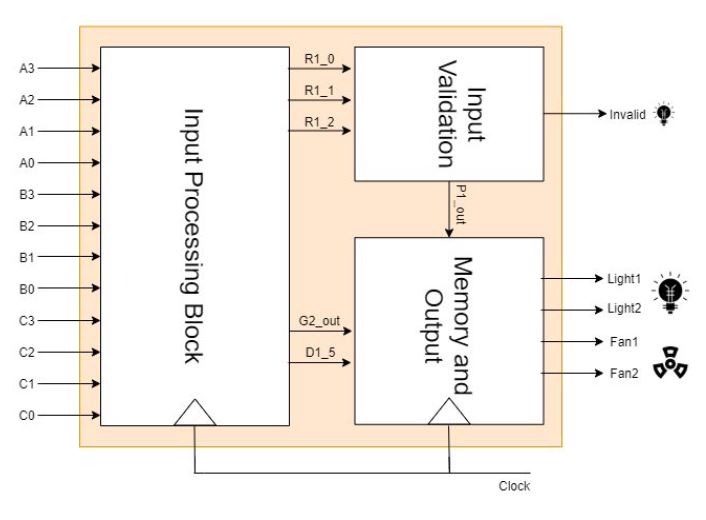 A3
A2
A1
A0
B3
B2
B1
B0
C3
C2
C1
C0
Input Processing Block
R1_0
R1_1
R1_2
G2_out
D1_5
Input
Validation
P1_out
Memory and
Output
Invalid
Light1
Light2
Fan1
Fan2
Clock